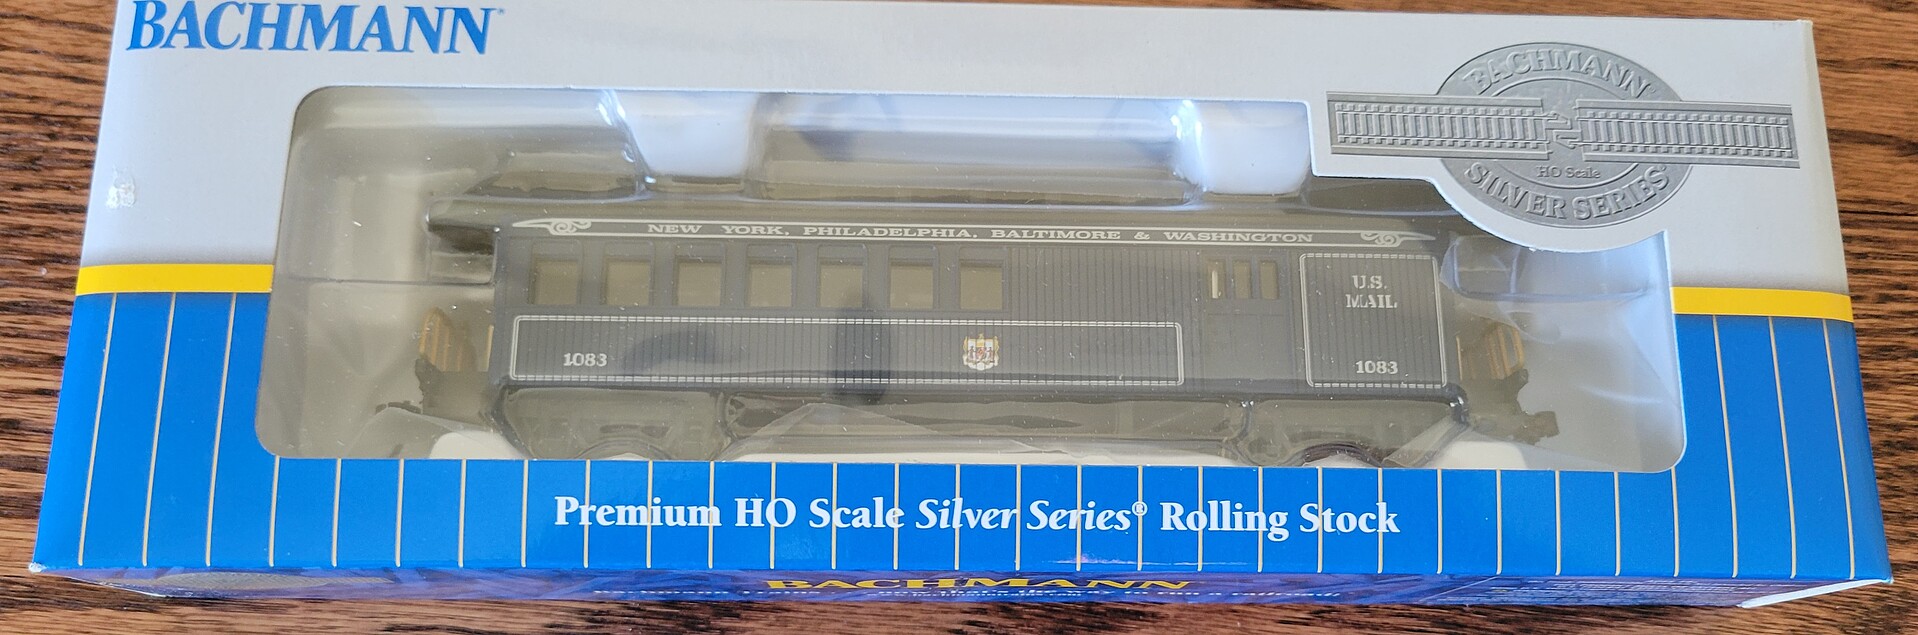 BACHMANN
BACHMANN
HO Scale
SILVER SERIES®
NEW YORK, PHILADELPHIA, BALTIMORE & WASHINGTON
U.S.
MAIL
1083
1083
Premium HO Scale Silver Series® Rolling Stock
BACHMANN